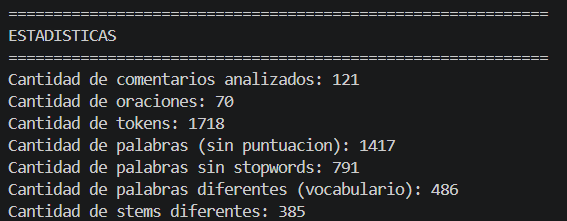 ============================================================
ESTADISTICAS
============================================================
Cantidad de comentarios analizados: 121
Cantidad de oraciones: 70
Cantidad de tokens: 1718
Cantidad de palabras (sin puntuacion): 1417
Cantidad de palabras sin stopwords: 791
Cantidad de palabras diferentes (vocabulario): 486
Cantidad de stems diferentes: 385